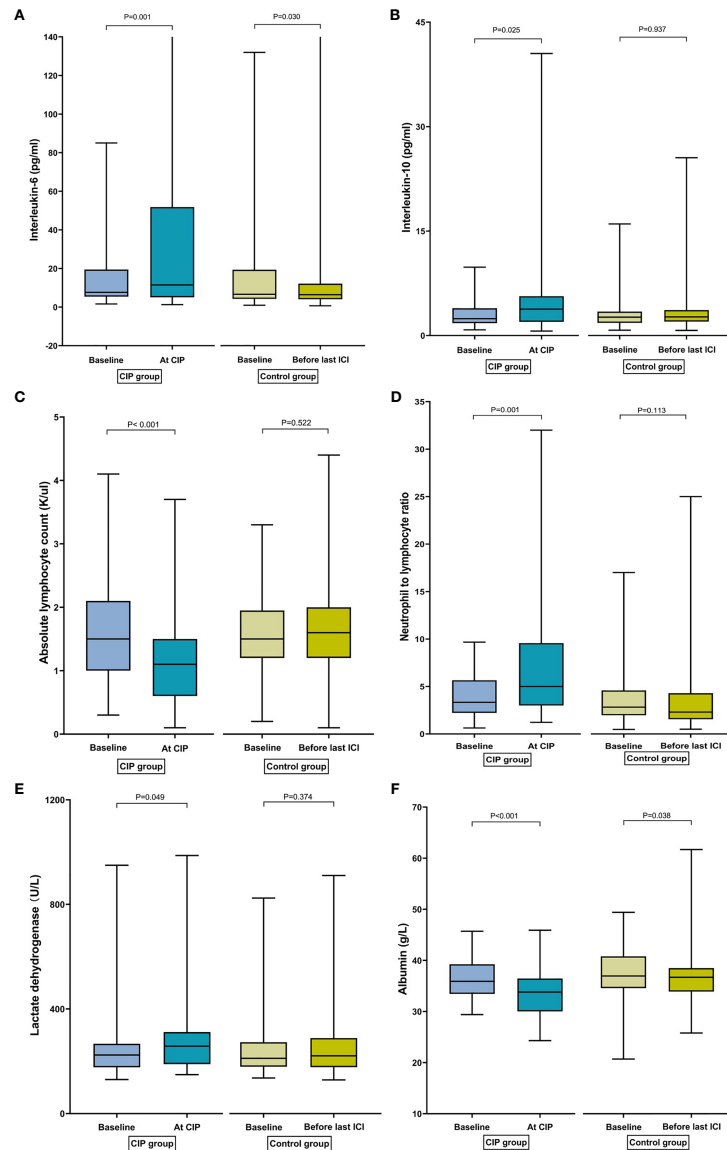 A
P=0.001
P=0.030
Interleukin-6 (pg/ml)
140
120
100
80
60
40
20
0
-20
Baseline
At CIP
Baseline
Before last ICI
CIP group
Control group
B
P=0.025
P=0.937
Interleukin-10 (pg/ml)
45
30
15
0
Baseline
At CIP
Baseline
Before last ICI
CIP group
Control group
C
P< 0.001
P=0.522
Absolute lymphocyte count (K/ul)
5
4
3
2
1
0
Baseline
At CIP
Baseline
Before last ICI
CIP group
Control group
D
P=0.001
P=0.113
Neutrophil to lymphocyte ratio
35
30
25
20
15
10
5
0
Baseline
At CIP
Baseline
Before last ICI
CIP group
Control group
E
P=0.049
P=0.374
Lactate dehydrogenase (U/L)
1200
800
400
0
Baseline
At CIP
Baseline
Before last ICI
CIP group
Control group
F
P<0.001
P=0.038
Albumin (g/L)
70
60
50
40
30
20
10
Baseline
At CIP
Baseline
Before last ICI
CIP group
Control group